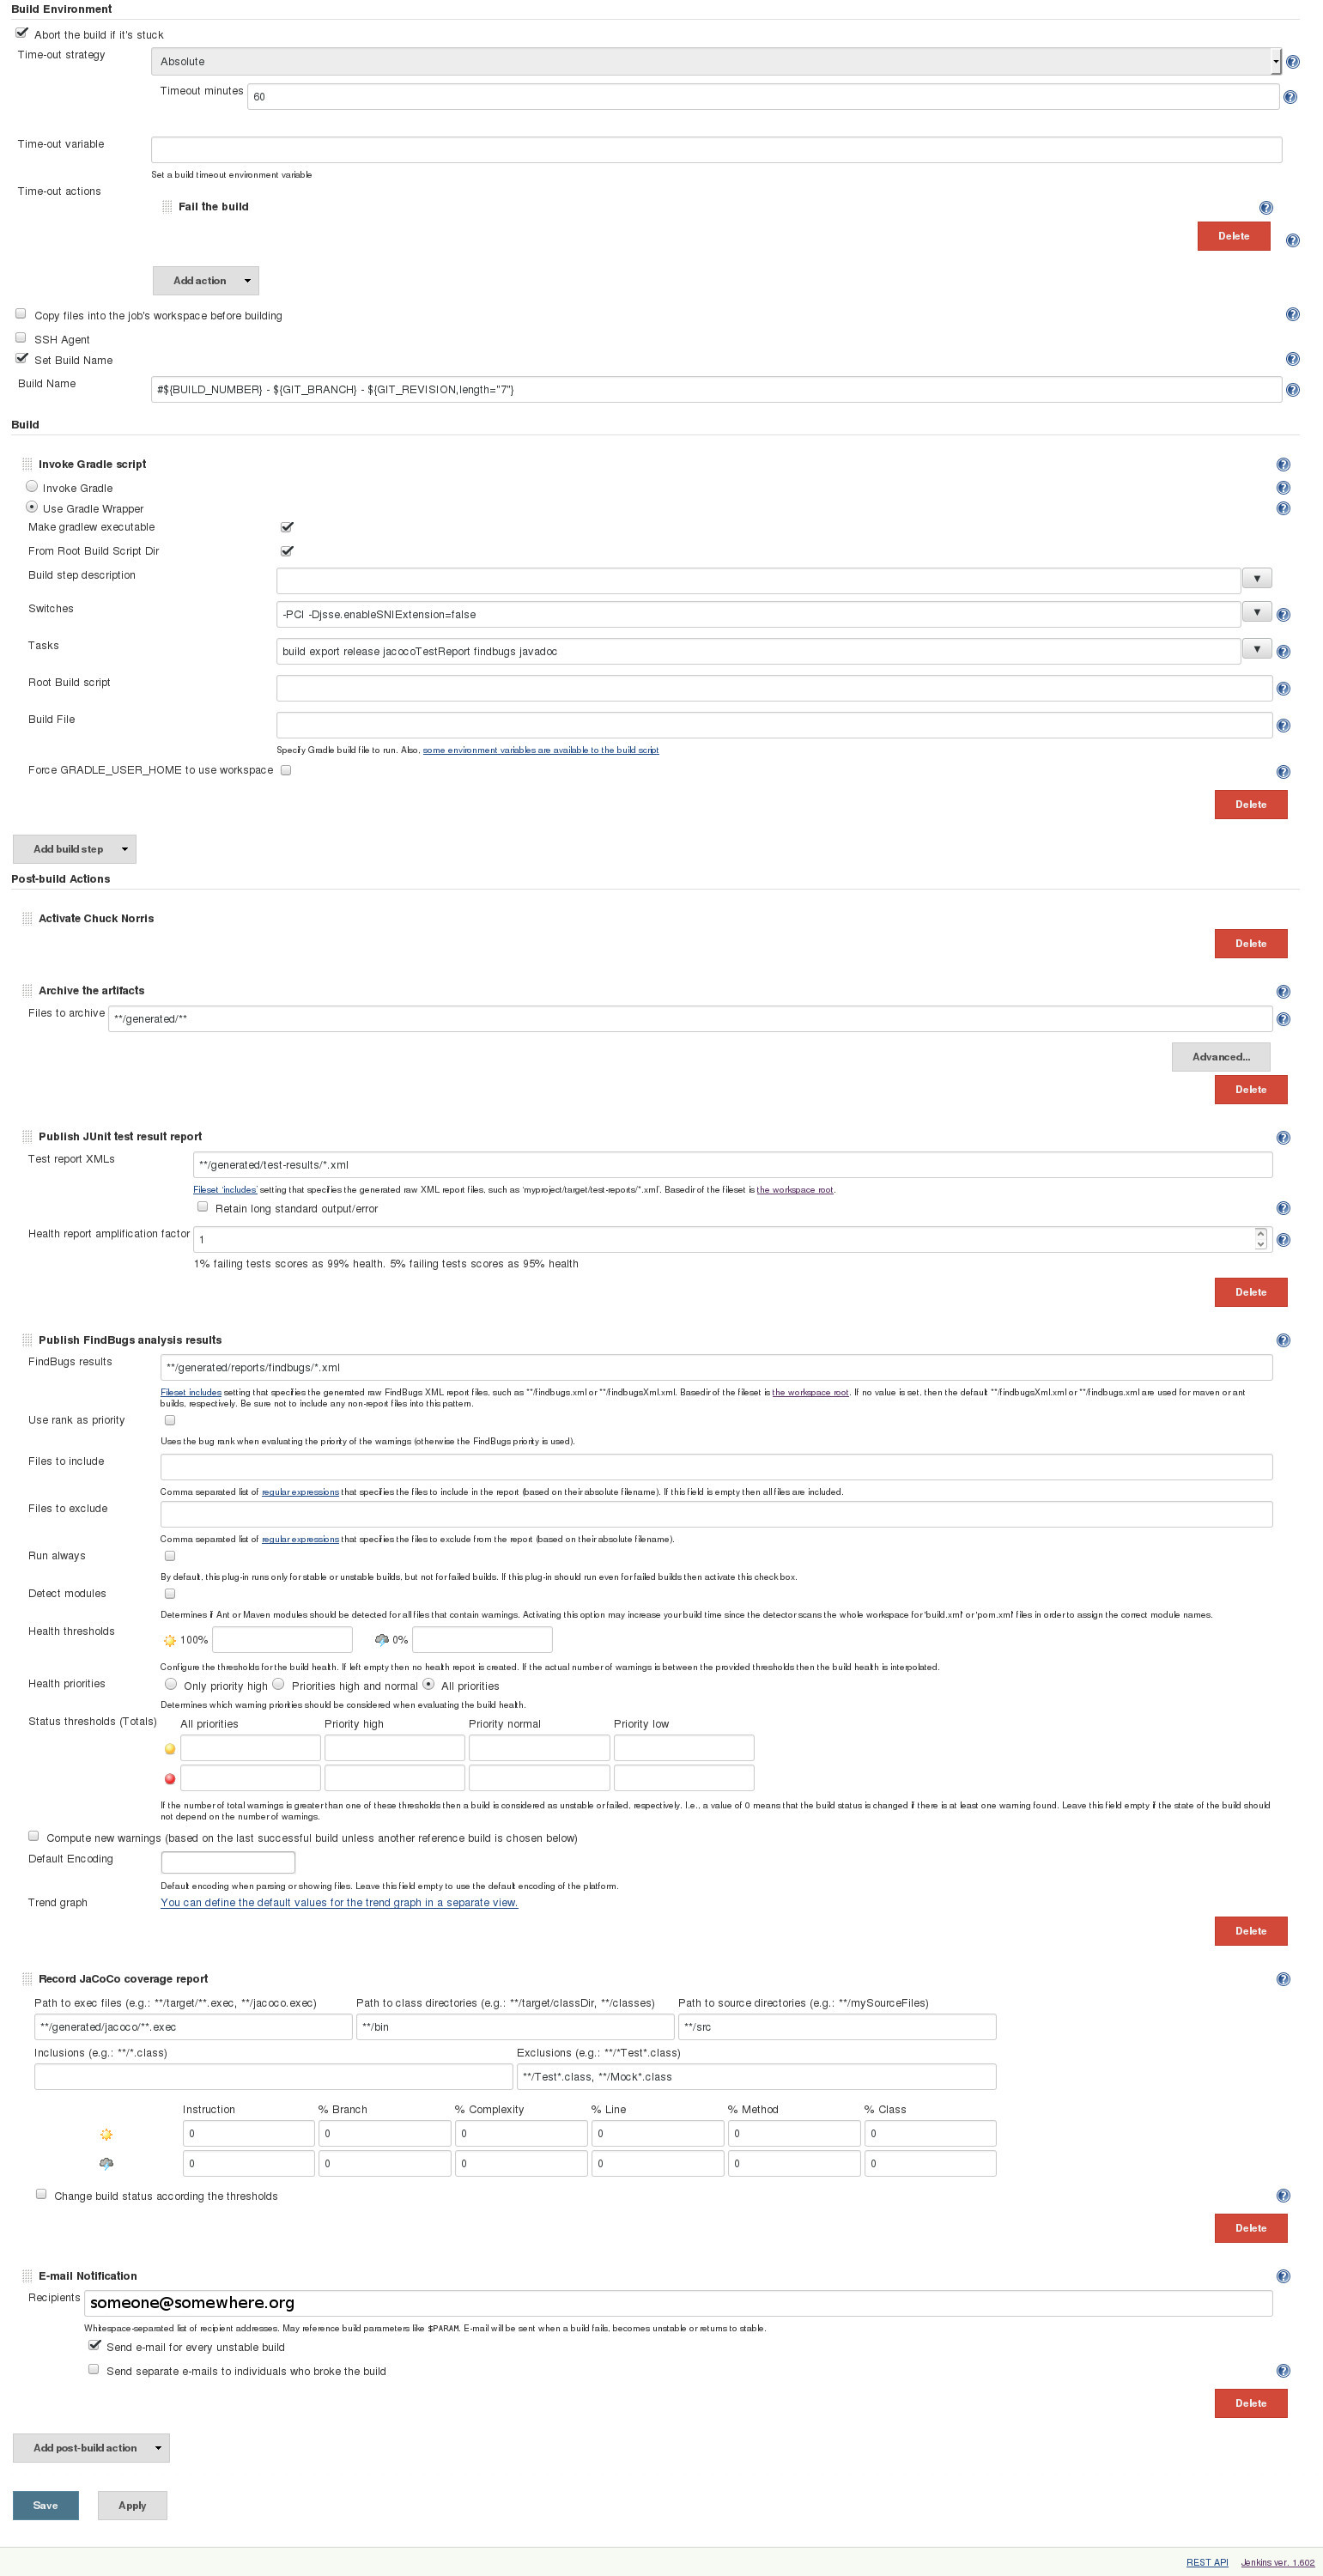 Build Environment
Abort the build if it's stuck
Time-out strategy
Absolute
Timeout minutes 60
Time-out variable
Set a build timeout environment variable
Time-out actions
Fail the build
Delete
Add action
Copy files into the job's workspace before building
SSH Agent
Set Build Name
Build Name #${BUILD_NUMBER} - ${GIT_BRANCH} - ${GIT_REVISION,length="7"}
Build
Invoke Gradle script
Invoke Gradle
Use Gradle Wrapper
Make gradlew executable
From Root Build Script Dir
Build step description
Switches -PCI -Djsse.enableSNIExtension=false
Tasks build export release jacocoTestReport findbugs javadoc
Root Build script
Build File
Specify Gradle build file to run. Also, some environment variables are available to the build script
Force GRADLE_USER_HOME to use workspace
Delete
Add build step
Post-build Actions
Activate Chuck Norris
Delete
Archive the artifacts
Files to archive **/generated/**
Advanced...
Delete
Publish JUnit test result report
Test report XMLs **/generated/test-results/*.xml
Fileset 'includes' setting that specifies the generated raw XML report files, such as 'myproject/target/test-reports/*.xml'. Basedir of the fileset is the workspace root.
Retain long standard output/error
Health report amplification factor 1
1% failing tests scores as 99% health. 5% failing tests scores as 95% health
Delete
Publish FindBugs analysis results
FindBugs results **/generated/reports/findbugs/*.xml
Fileset includes setting that specifies the generated raw FindBugs XML report files, such as **/findbugs.xml or **/findbugsXml.xml. Basedir of the fileset is the workspace root. If no value is set, then the default **/findbugsXml.xml or **/findbugs.xml are used for maven or ant
builds, respectively. Be sure not to include any non-report files into this pattern.
Use rank as priority
Uses the bug rank when evaluating the priority of the warnings (otherwise the FindBugs priority is used).
Files to include
Comma separated list of regular expressions that specifies the files to include in the report (based on their absolute filename). If this field is empty then all files are included.
Files to exclude
Comma separated list of regular expressions that specifies the files to exclude from the report (based on their absolute filename).
Run always
By default, this plug-in runs only for stable or unstable builds, but not for failed builds. If this plug-in should run even for failed builds then activate this check box.
Detect modules
Determines if Ant or Maven modules should be detected for all files that contain warnings. Activating this option may increase your build time since the detector scans the whole workspace for 'build.xml' or 'pom.xml' files in order to assign the correct module names.
Health thresholds 100% 0%
Configure the thresholds for the build health. If left empty then no health report is created. If the actual number of warnings is between the provided thresholds then the build health is interpolated.
Health priorities Only priority high Priorities high and normal All priorities
Determines which warning priorities should be considered when evaluating the build health.
Status thresholds (Totals) All priorities Priority high Priority normal Priority low
If the number of total warnings is greater than one of these thresholds then a build is considered as unstable or failed, respectively. I.e., a value of 0 means that the build status is changed if there is at least one warning found. Leave this field empty if the state of the build should
not depend on the number of warnings.
Compute new warnings (based on the last successful build unless another reference build is chosen below)
Default Encoding
Default encoding when parsing or showing files. Leave this field empty to use the default encoding of the platform.
Trend graph You can define the default values for the trend graph in a separate view.
Delete
Record JaCoCo coverage report
Path to exec files (e.g.: **/target/**.exec, **/jacoco.exec) Path to class directories (e.g.: **/target/classDir, **/classes) Path to source directories (e.g.: **/mySourceFiles)
**/generated/jacoco/**.exec **/bin **/src
Inclusions (e.g.: **/*.class) Exclusions (e.g.: **/*Test*.class)
**/Test*.class, **/Mock*.class
Instruction % Branch % Complexity % Line % Method % Class
0 0 0 0 0 0
0 0 0 0 0 0
Change build status according the thresholds
Delete
E-mail Notification
Recipients someone@somewhere.org
Whitespace-separated list of recipient addresses. May reference build parameters like $PARAM. E-mail will be sent when a build fails, becomes unstable or returns to stable.
Send e-mail for every unstable build
Send separate e-mails to individuals who broke the build
Delete
Add post-build action
Save Apply
REST API Jenkins ver. 1.602